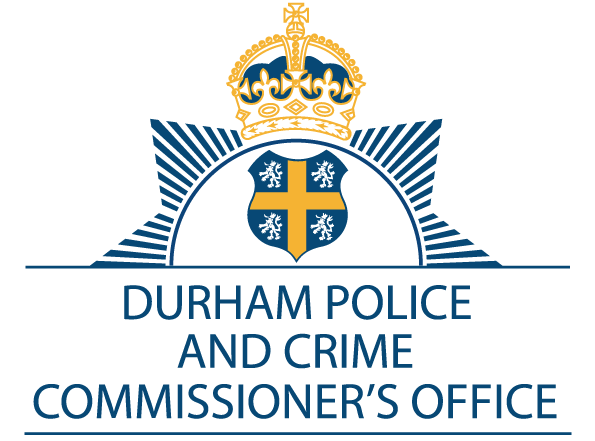 DURHAM POLICE
AND CRIME
COMMISSIONER'S OFFICE